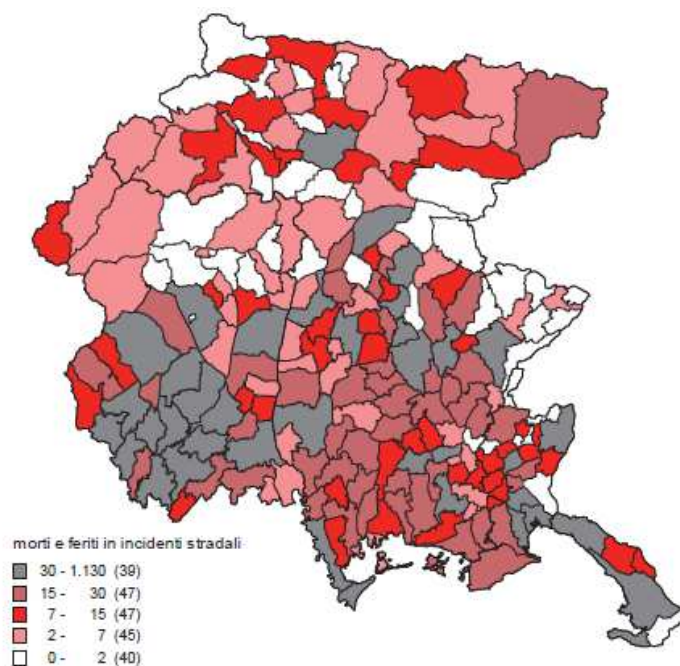 morti e feriti in incidenti stradali
30 - 1.130 (39)
15 - 30 (47)
7 - 15 (47)
2 - 7 (45)
0 - 2 (40)